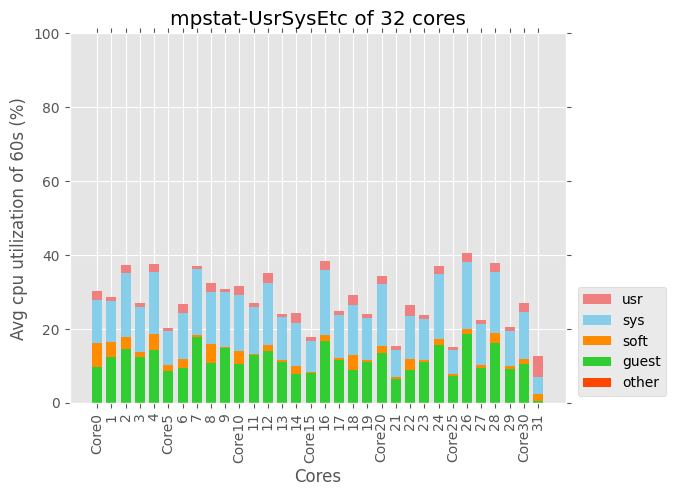 mpstat-UsrSysEtc of 32 cores
Avg cpu utilization of 60s (%)
100
80
60
40
20
0
Core0
1
2
3
4
Core5
6
7
8
9
Core10
11
12
13
14
Core15
16
17
18
19
Core20
21
22
23
24
Core25
26
27
28
29
Core30
31
Cores
usr
sys
soft
guest
other